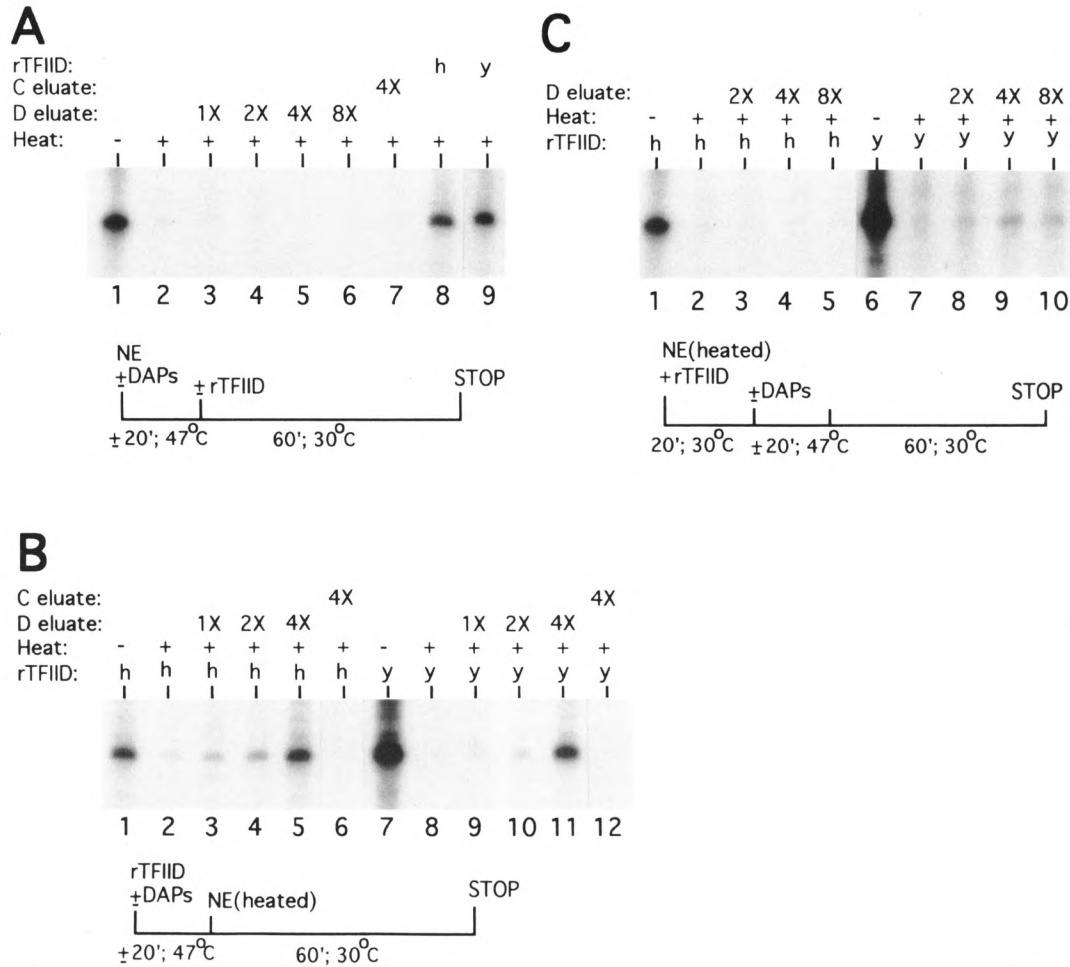 A
rTFIID: h y
C eluate: 4X
D eluate: 1X 2X 4X 8X
Heat: - + + + + + + + +
1 2 3 4 5 6 7 8 9
NE
±DAPs ± rTFIID STOP
±20'; 47°C 60'; 30°C
C
D eluate: 2X 4X 8X 2X 4X 8X
Heat: - + + + + - + + + +
rTFIID: h h h h h y y y y y
1 2 3 4 5 6 7 8 9 10
NE(heated)
+rTFIID ±DAPs STOP
20'; 30°C ±20'; 47°C 60'; 30°C
B
C eluate: 4X 4X
D eluate: 1X 2X 4X 1X 2X 4X
Heat: - + + + + + - + + + + +
rTFIID: h h h h h h y y y y y y
1 2 3 4 5 6 7 8 9 10 11 12
rTFIID
±DAPs NE(heated) STOP
±20'; 47°C 60'; 30°C